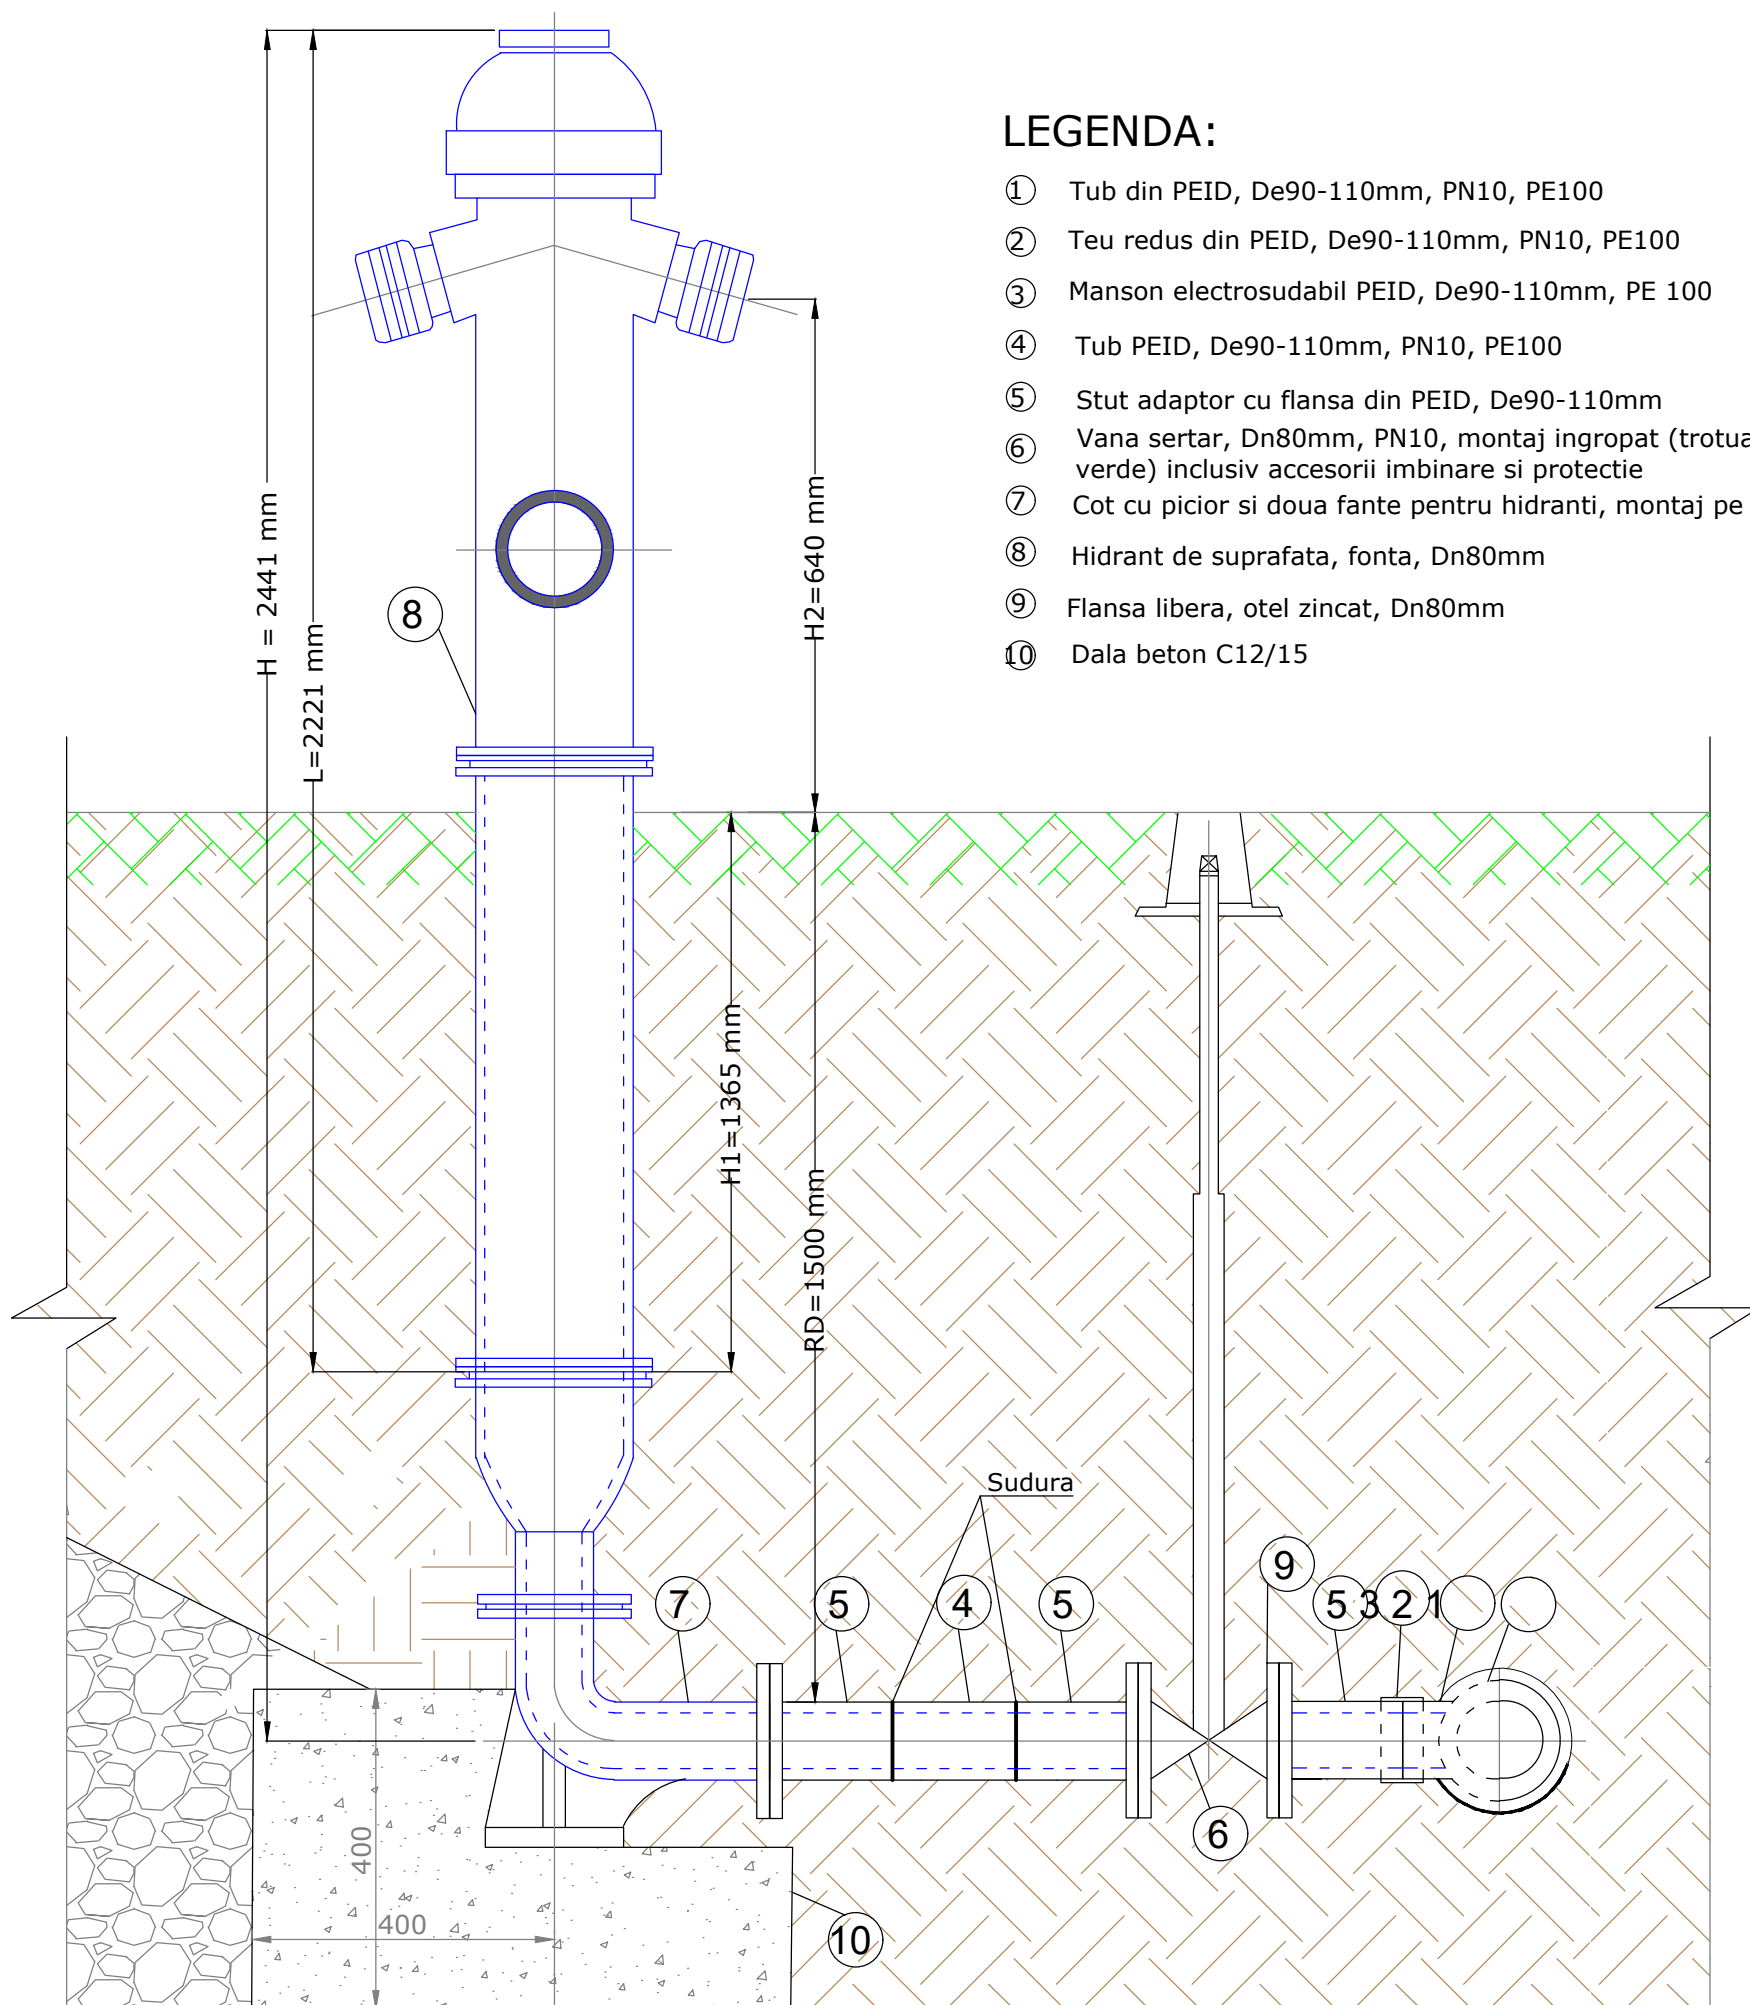 LEGENDA:
1 Tub din PEID, De90-110mm, PN10, PE100
2 Teu redus din PEID, De90-110mm, PN10, PE100
3 Manson electrosudabil PEID, De90-110mm, PE 100
4 Tub PEID, De90-110mm, PN10, PE100
5 Stut adaptor cu flansa din PEID, De90-110mm
6 Vana sertar, Dn80mm, PN10, montaj ingropat (trotua
verde) inclusiv accesorii imbinare si protectie
7 Cot cu picior si doua fante pentru hidranti, montaj pe
8 Hidrant de suprafata, fonta, Dn80mm
9 Flansa libera, otel zincat, Dn80mm
10 Dala beton C12/15
H = 2441 mm
L=2221 mm
H2=640 mm
8
H1=1365 mm
RD=1500 mm
Sudura
9
7 5 4 5 5 3 2 1
6
400
400
10